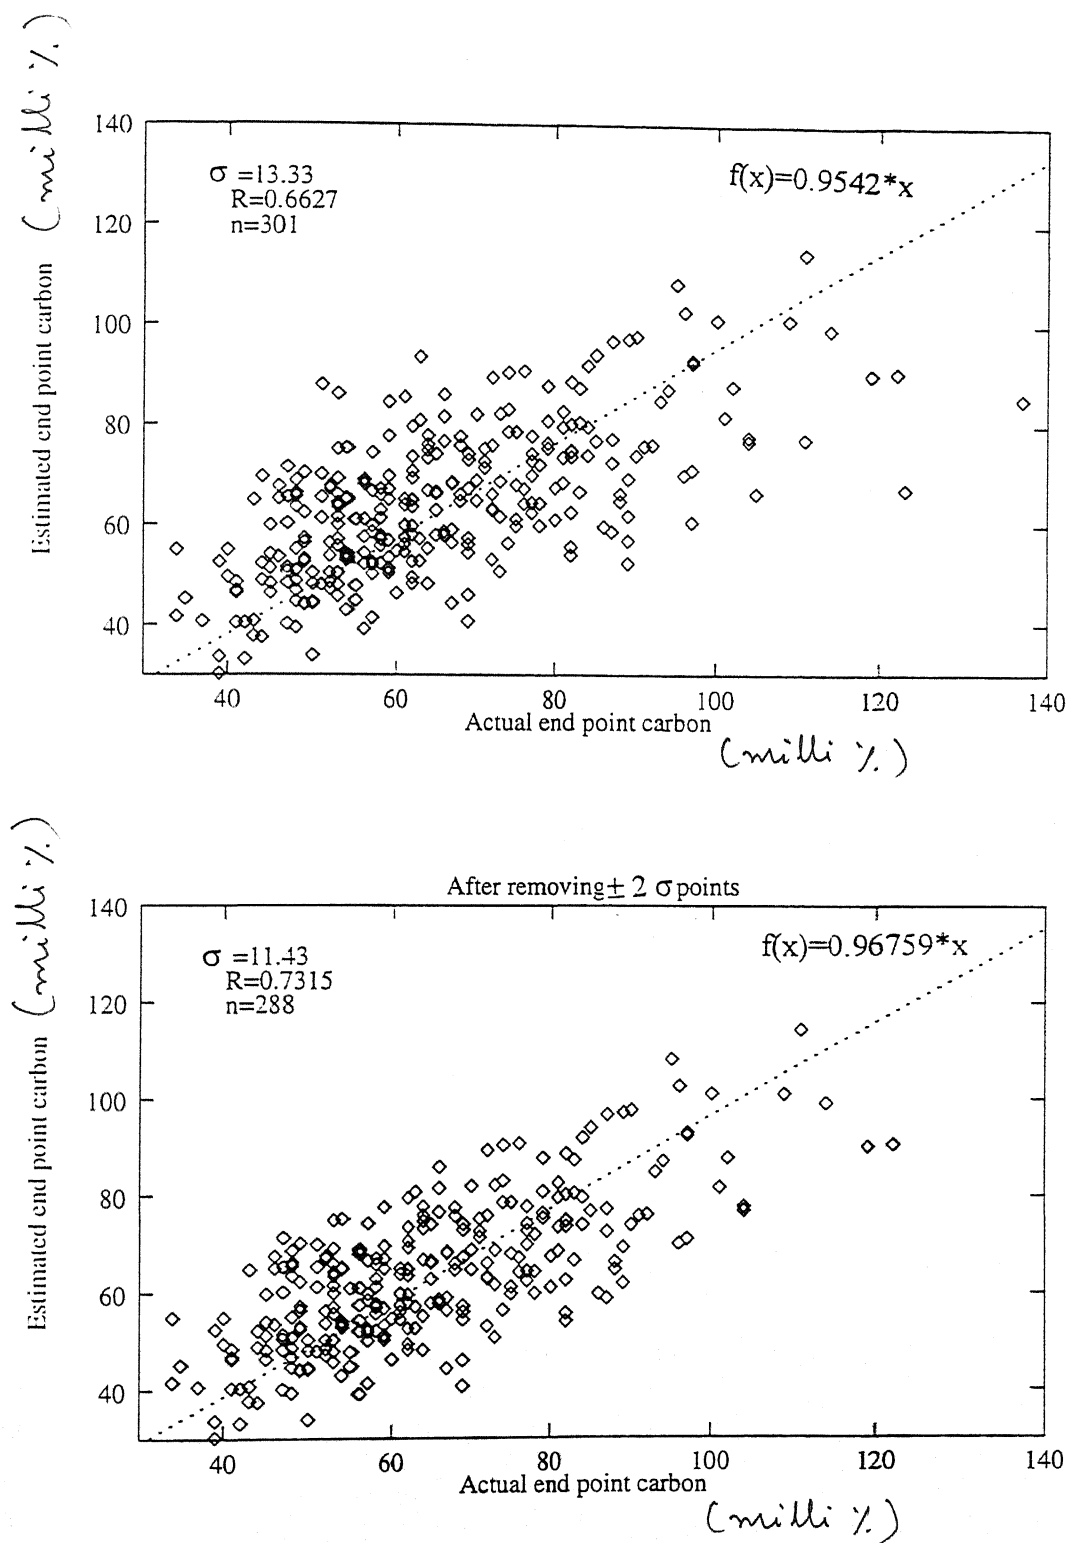 Estimated end point carbon (milli %)
140
120
100
80
60
40
σ =13.33
R=0.6627
n=301
f(x)=0.9542*x
40 60 80 100 120 140
Actual end point carbon
(milli %)
After removing ± 2 σ points
Estimated end point carbon (milli %)
140
120
100
80
60
40
σ =11.43
R=0.7315
n=288
f(x)=0.96759*x
40 60 80 100 120 140
Actual end point carbon
(milli %)